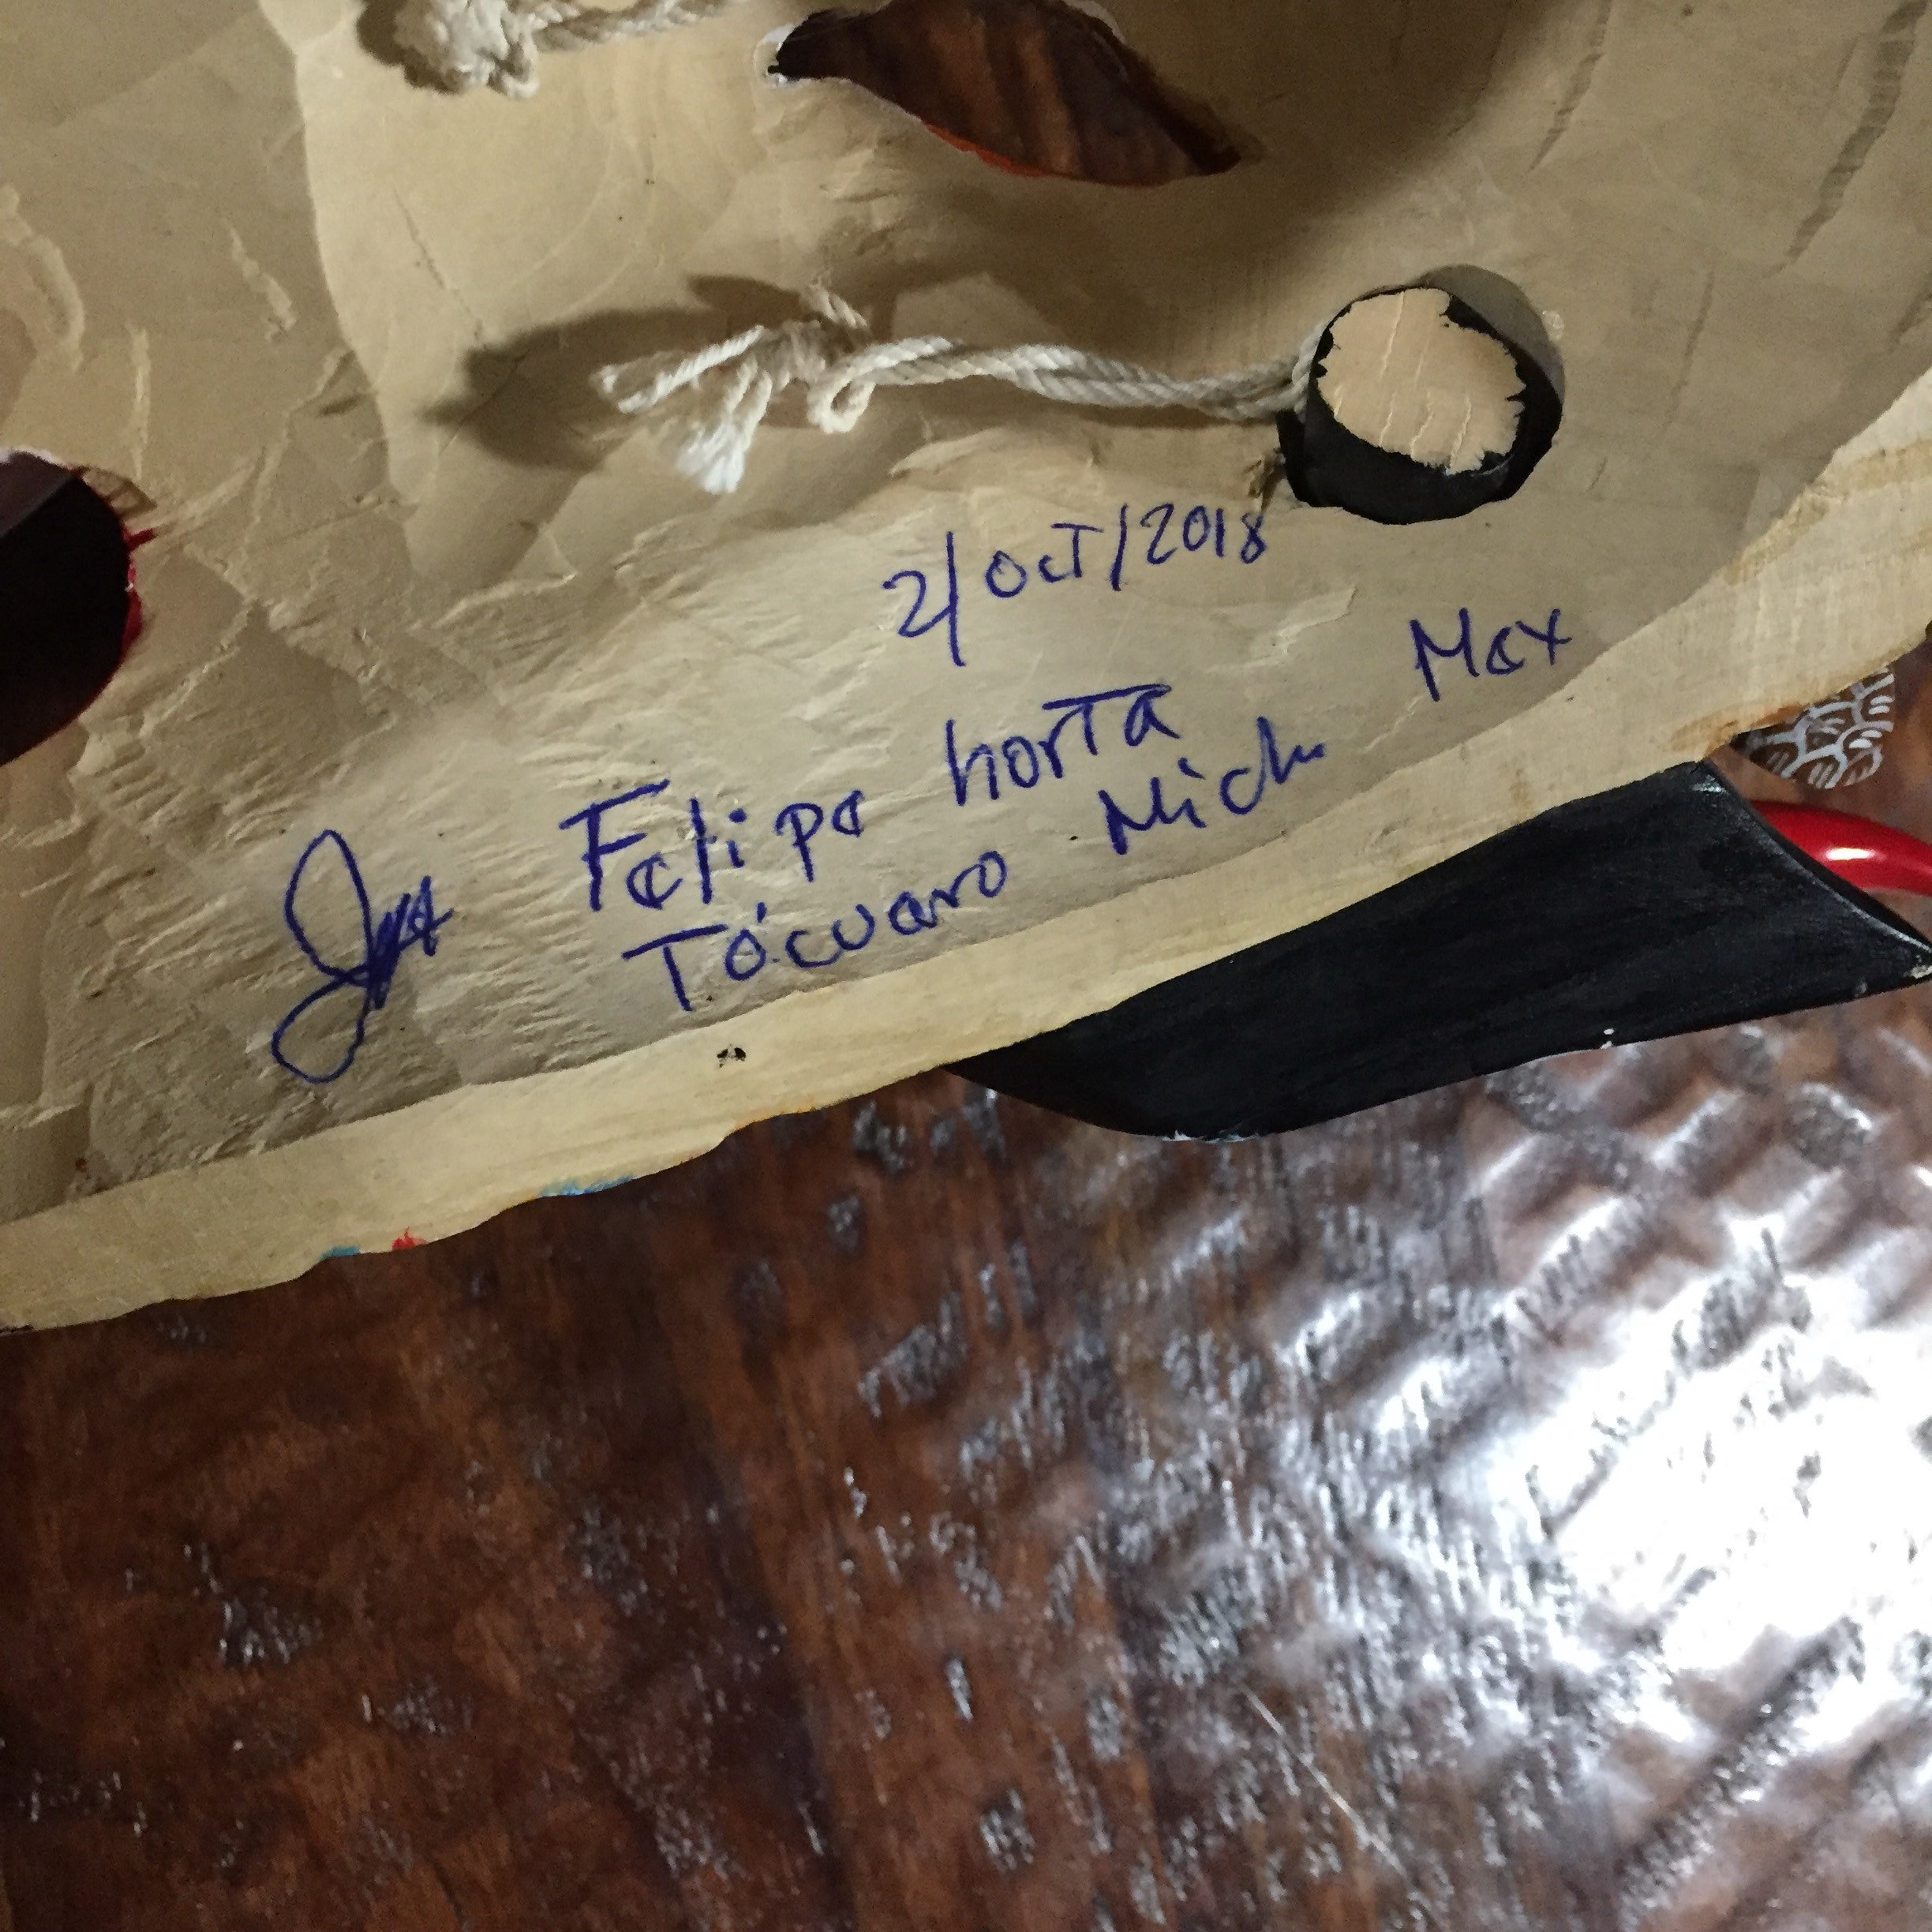 2/OCT/2018
Felipe horTa
Tócuaro Mich Mex